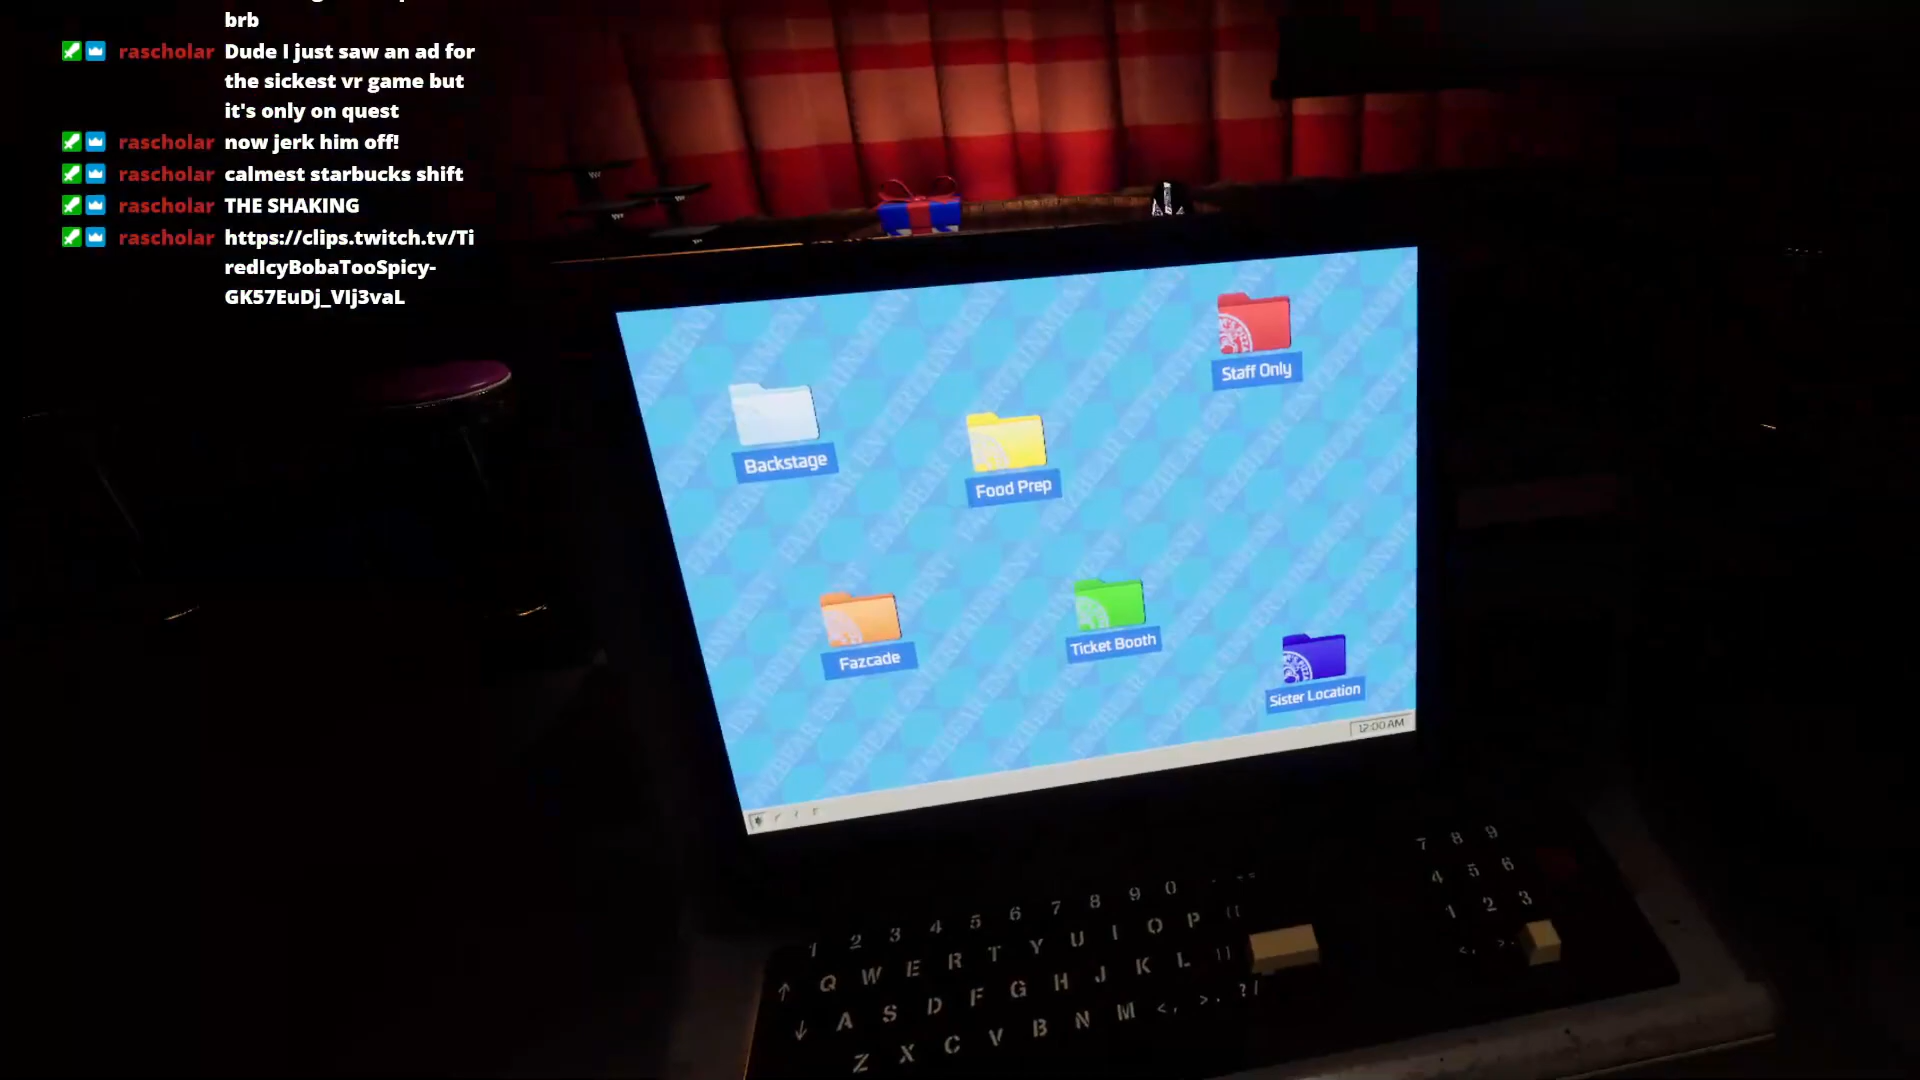 brb
rascholar Dude I just saw an ad for
the sickest vr game but
it's only on quest
rascholar now jerk him off!
rascholar calmest starbucks shift
rascholar THE SHAKING
rascholar https://clips.twitch.tv/Ti
redIcyBobaTooSpicy-
GK57EuDj_VIj3vaL
Staff Only
Backstage
Food Prep
Fazcade
Ticket Booth
Sister Location
12:00 AM
FAZBEAR ENTERTAINMENT
1 2 3 4 5 6 7 8 9 0
Q W E R T Y U I O P
A S D F G H J K L
Z X C V B N M <, >. ?/
7 8 9
4 5 6
1 2 3
<, >.